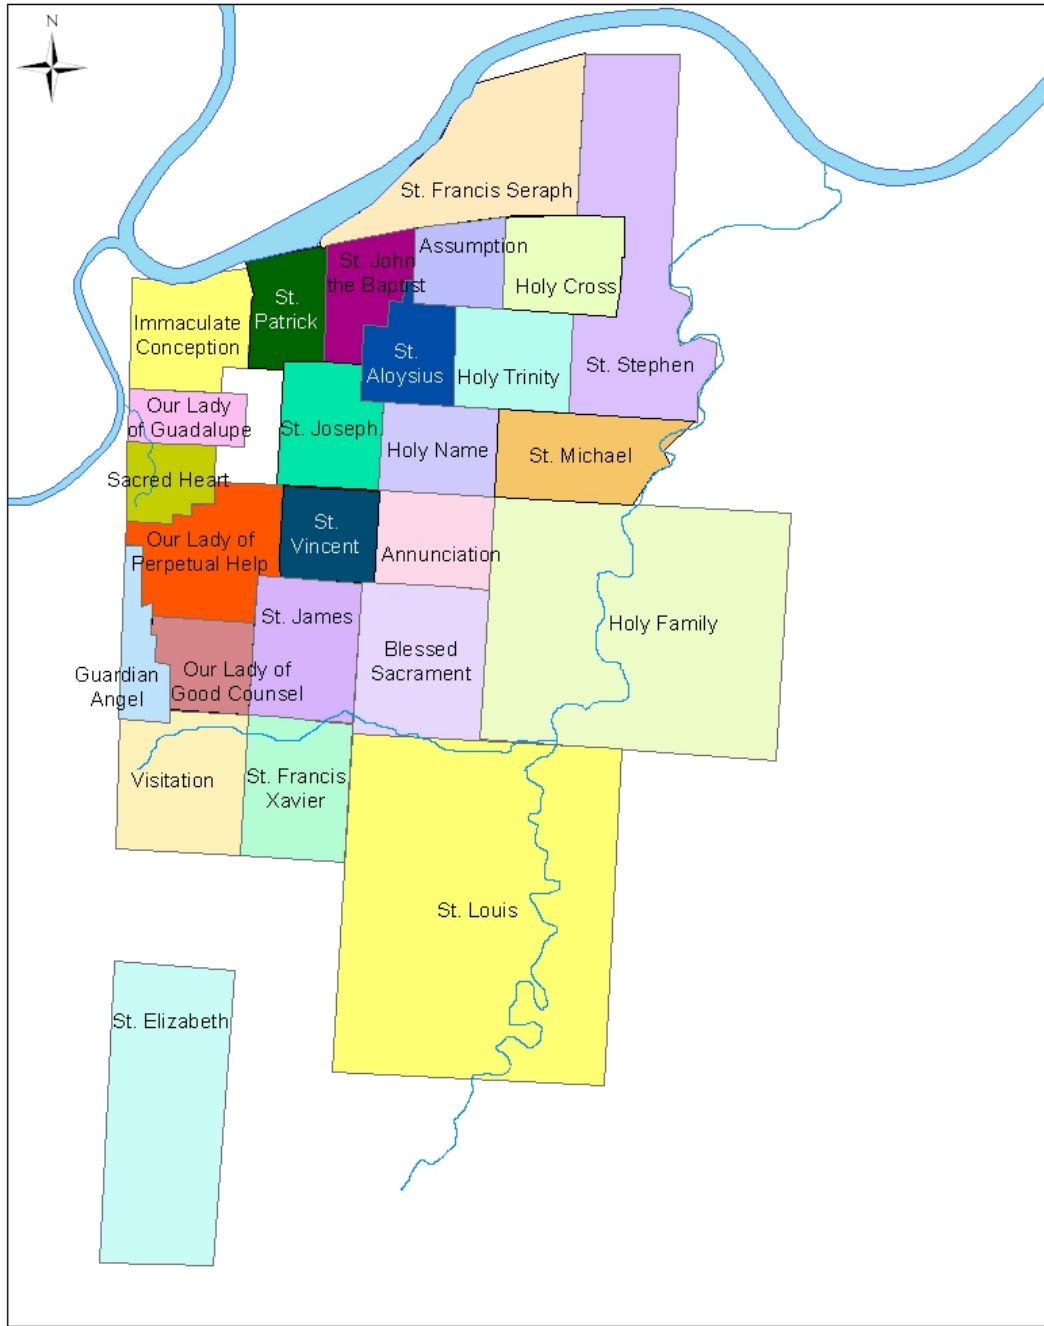 N
St. Francis Seraph
Assumption
St. John
the Baptist
Holy Cross
St.
Patrick
Immaculate
Conception
St.
Aloysius
Holy Trinity
St. Stephen
Our Lady
of Guadalupe
St. Joseph
Holy Name
St. Michael
Sacred Heart
Our Lady of
Perpetual Help
St.
Vincent
Annunciation
St. James
Holy Family
Blessed
Sacrament
Guardian
Angel
Our Lady of
Good Counsel
Visitation
St. Francis
Xavier
St. Louis
St. Elizabeth